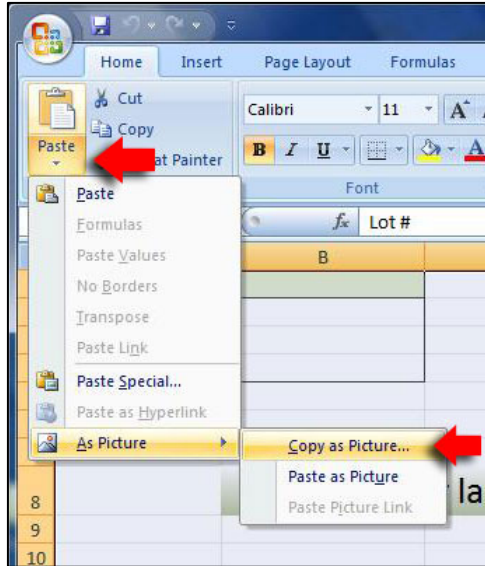 Home Insert Page Layout Formulas
Cut
Copy
Paste
at Painter
Calibri 11 A
B I U A
Font
fx Lot #
B
Paste
Formulas
Paste Values
No Borders
Transpose
Paste Link
Paste Special...
Paste as Hyperlink
As Picture
Copy as Picture...
Paste as Picture
Paste Picture Link
la
8
9
10